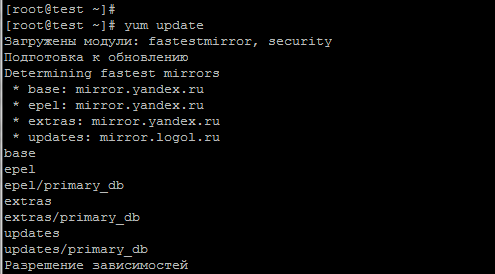 [root@test ~]#
[root@test ~]# yum update
Загружены модули: fastestmirror, security
Подготовка к обновлению
Determining fastest mirrors
* base: mirror.yandex.ru
* epel: mirror.yandex.ru
* extras: mirror.yandex.ru
* updates: mirror.logol.ru
base
epel
epel/primary_db
extras
extras/primary_db
updates
updates/primary_db
Разрешение зависимостей